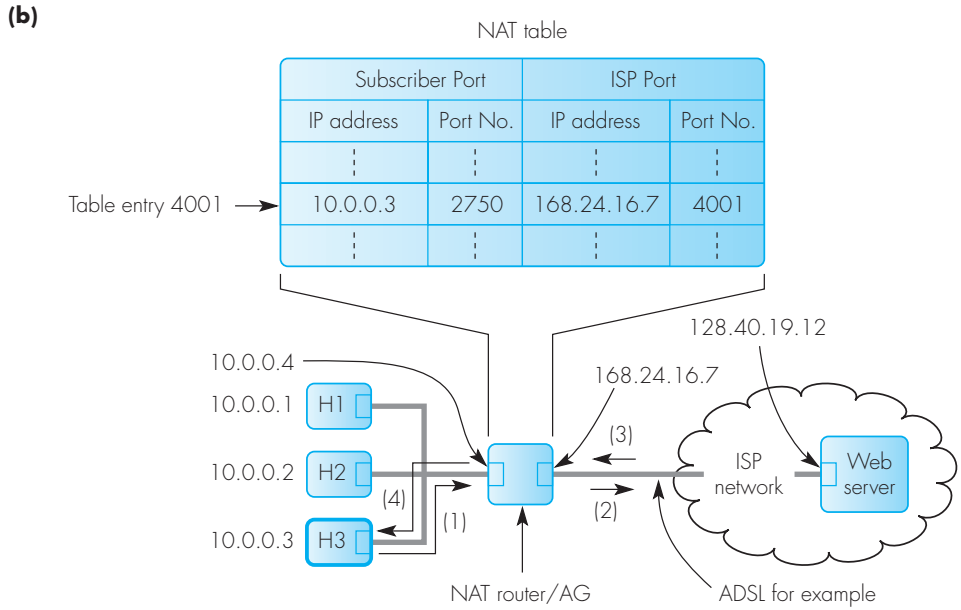 (b)
NAT table
Subscriber Port ISP Port
IP address Port No. IP address Port No.
Table entry 4001 10.0.0.3 2750 168.24.16.7 4001
128.40.19.12
10.0.0.4
168.24.16.7
10.0.0.1 H1
(3)
10.0.0.2 H2
ISP
network
Web
server
(4)
(1)
(2)
10.0.0.3 H3
NAT router/AG
ADSL for example